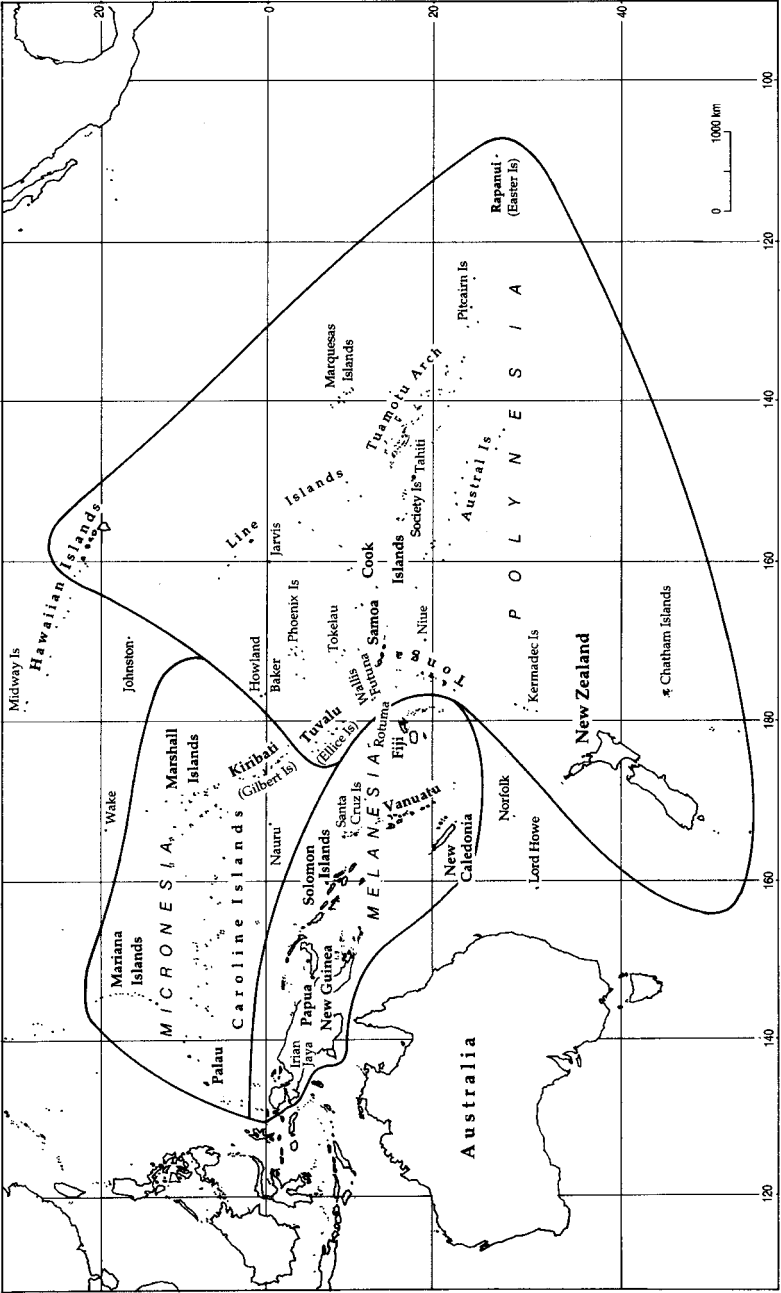 20
0
20
40
100
120
140
160
180
160
140
120
0 1000 km
Midway Is
Hawaiian Islands
Johnston
Wake
Mariana
Islands
MICRONESIA
Marshall
Islands
Caroline Islands
Palau
Kiribati
(Gilbert Is)
Nauru
Howland
Baker
Jarvis
Line Islands
Phoenix Is
Tokelau
Tuvalu
(Ellice Is)
Wallis
Futuna
Samoa
Cook
Islands
Marquesas
Islands
Tuamotu Arch
Society Is
Tahiti
Austral Is
Pitcairn Is
Rapanui
(Easter Is)
POLYNESIA
Niue
Tong
Rotuma
Fiji
MELANESIA
Irian
Jaya
Papua
New Guinea
Solomon
Islands
Santa
Cruz Is
Vanuatu
New
Caledonia
Norfolk
Lord Howe
Kermadec Is
New Zealand
Chatham Islands
Australia